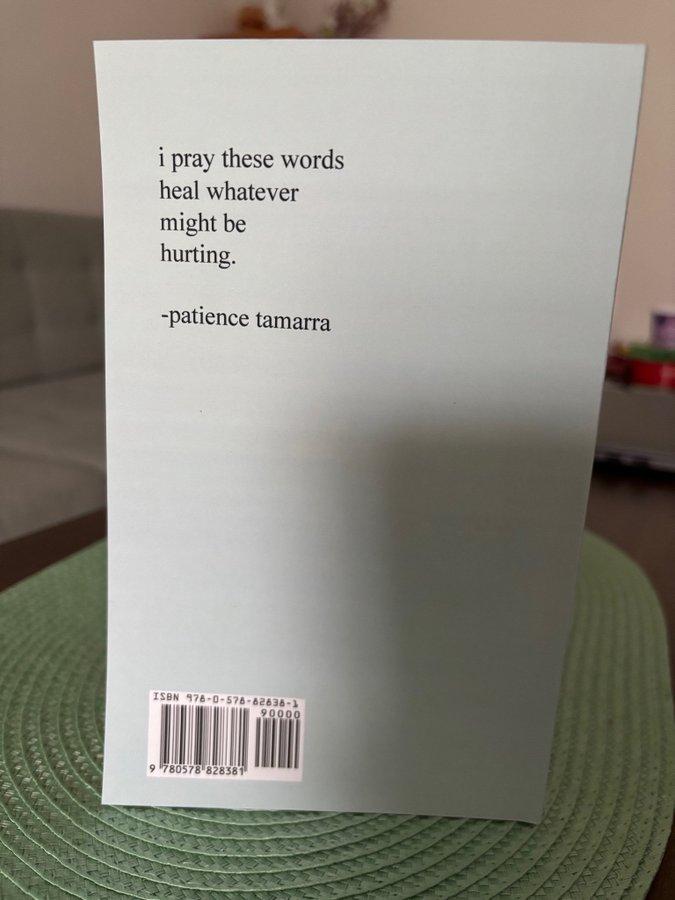 i pray these words
heal whatever
might be
hurting.
-patience tamarra
ISBN 978-0-578-82838-1
90000
9 780578 828381